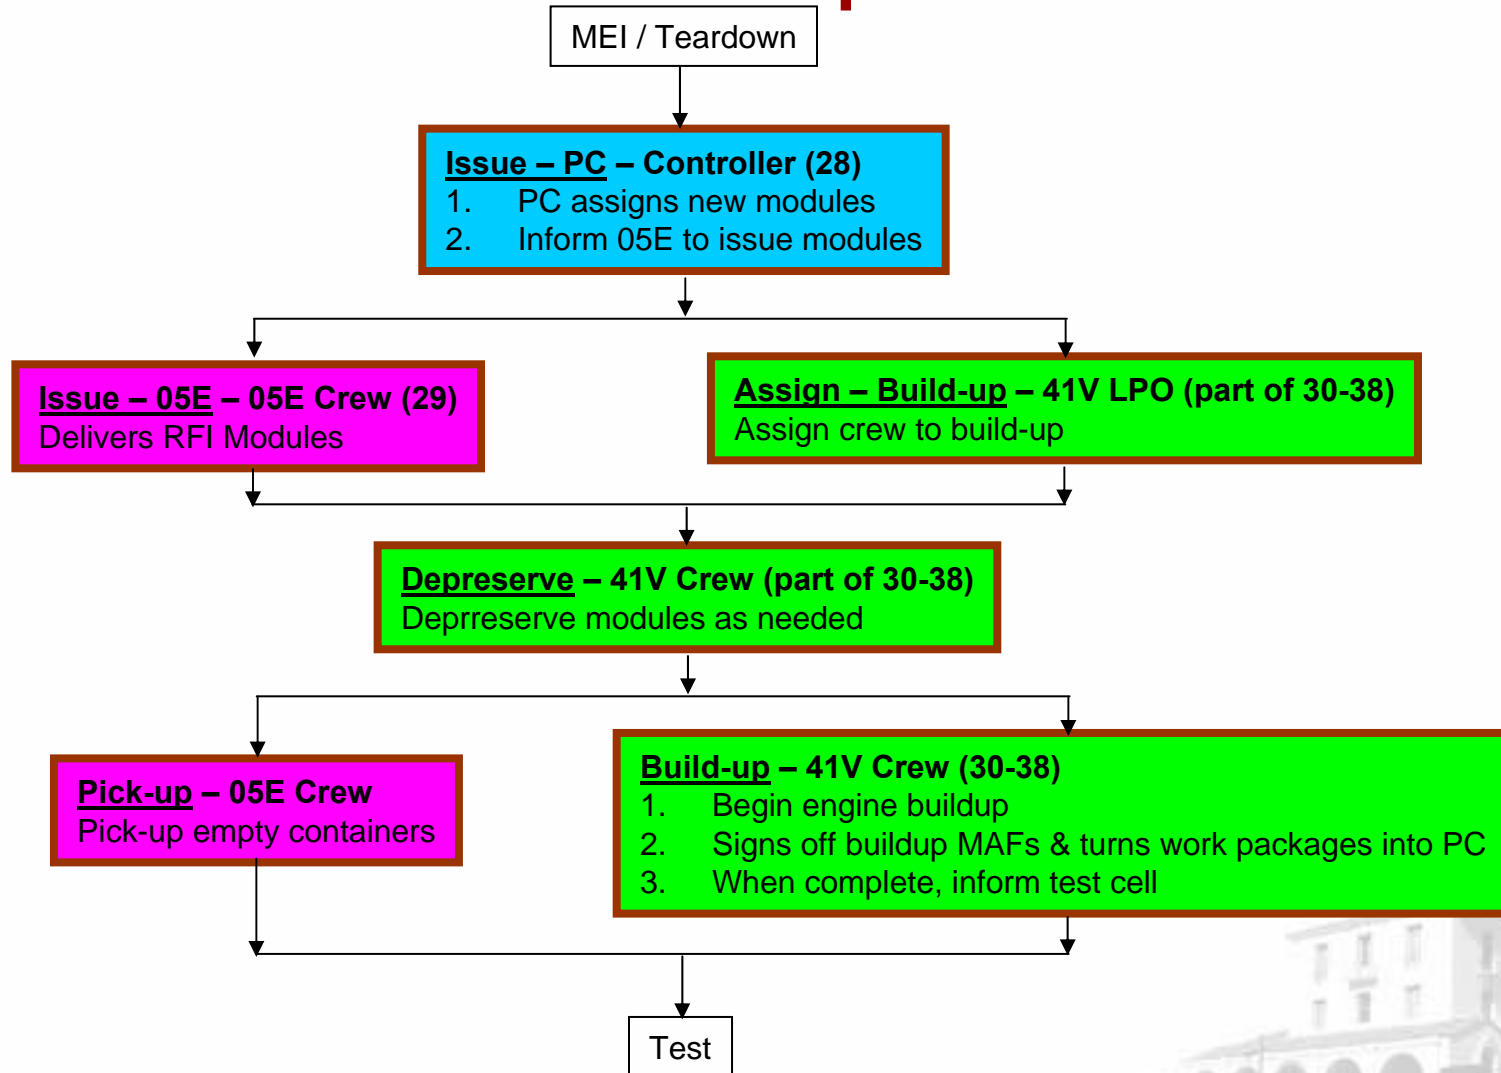 MEI / Teardown
Issue – PC – Controller (28)
1. PC assigns new modules
2. Inform 05E to issue modules
Issue – 05E – 05E Crew (29)
Delivers RFI Modules
Assign – Build-up – 41V LPO (part of 30-38)
Assign crew to build-up
Depreserve – 41V Crew (part of 30-38)
Deprreserve modules as needed
Pick-up – 05E Crew
Pick-up empty containers
Build-up – 41V Crew (30-38)
1. Begin engine buildup
2. Signs off buildup MAFs & turns work packages into PC
3. When complete, inform test cell
Test